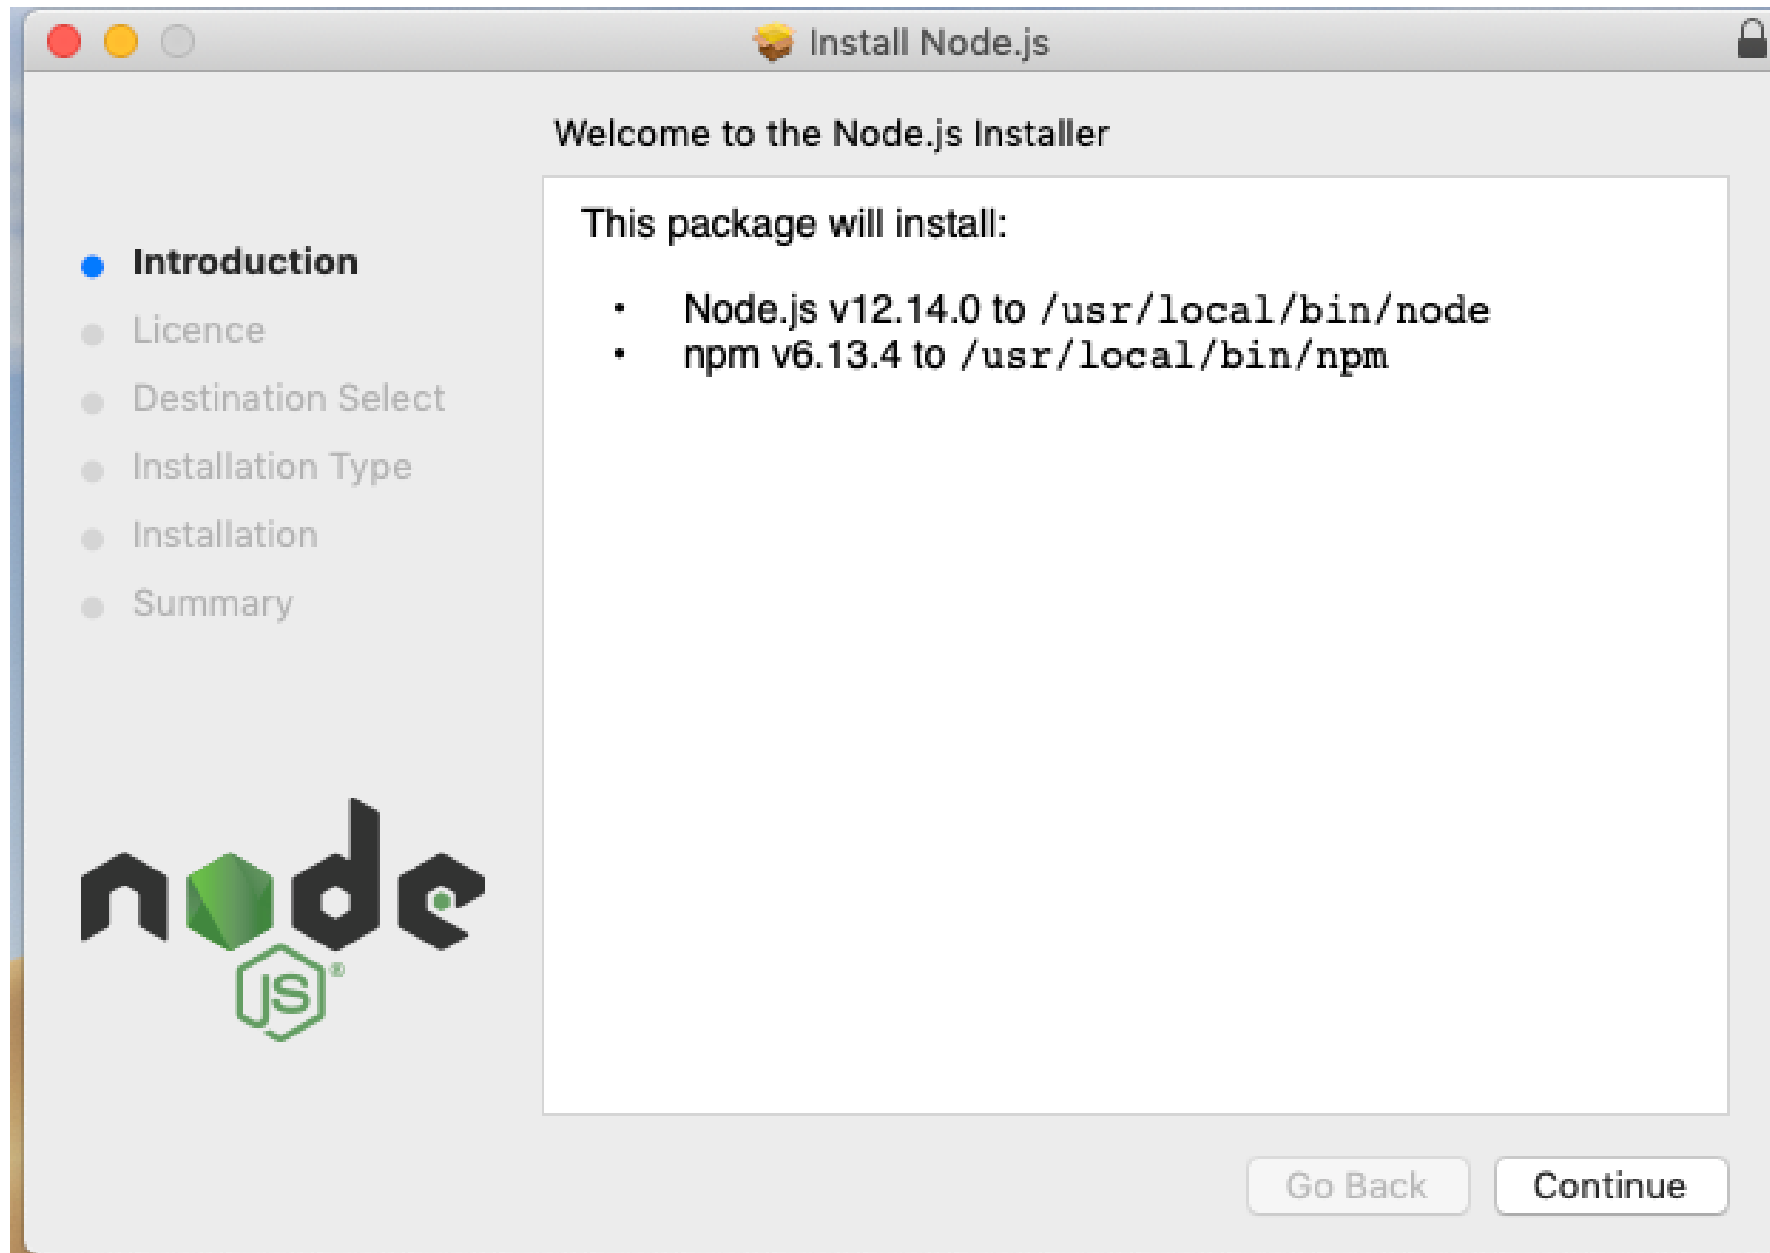 Install Node.js
Welcome to the Node.js Installer
Introduction
Licence
Destination Select
Installation Type
Installation
Summary
This package will install:
• Node.js v12.14.0 to /usr/local/bin/node
• npm v6.13.4 to /usr/local/bin/npm
node
JS®
Go Back
Continue